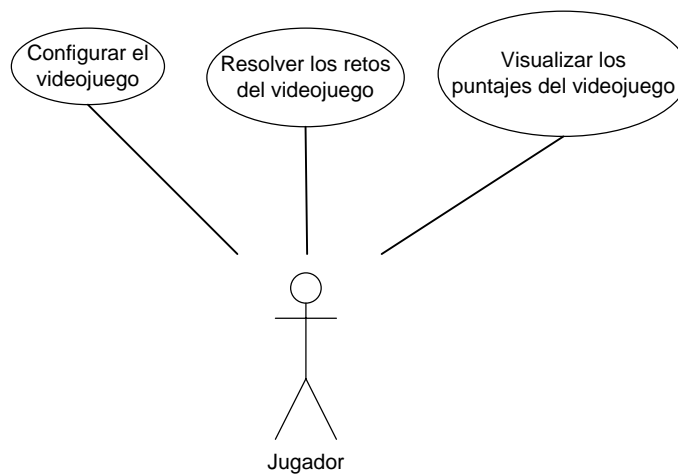 Configurar el
videojuego
Resolver los retos
del videojuego
Visualizar los
puntajes del videojuego
Jugador